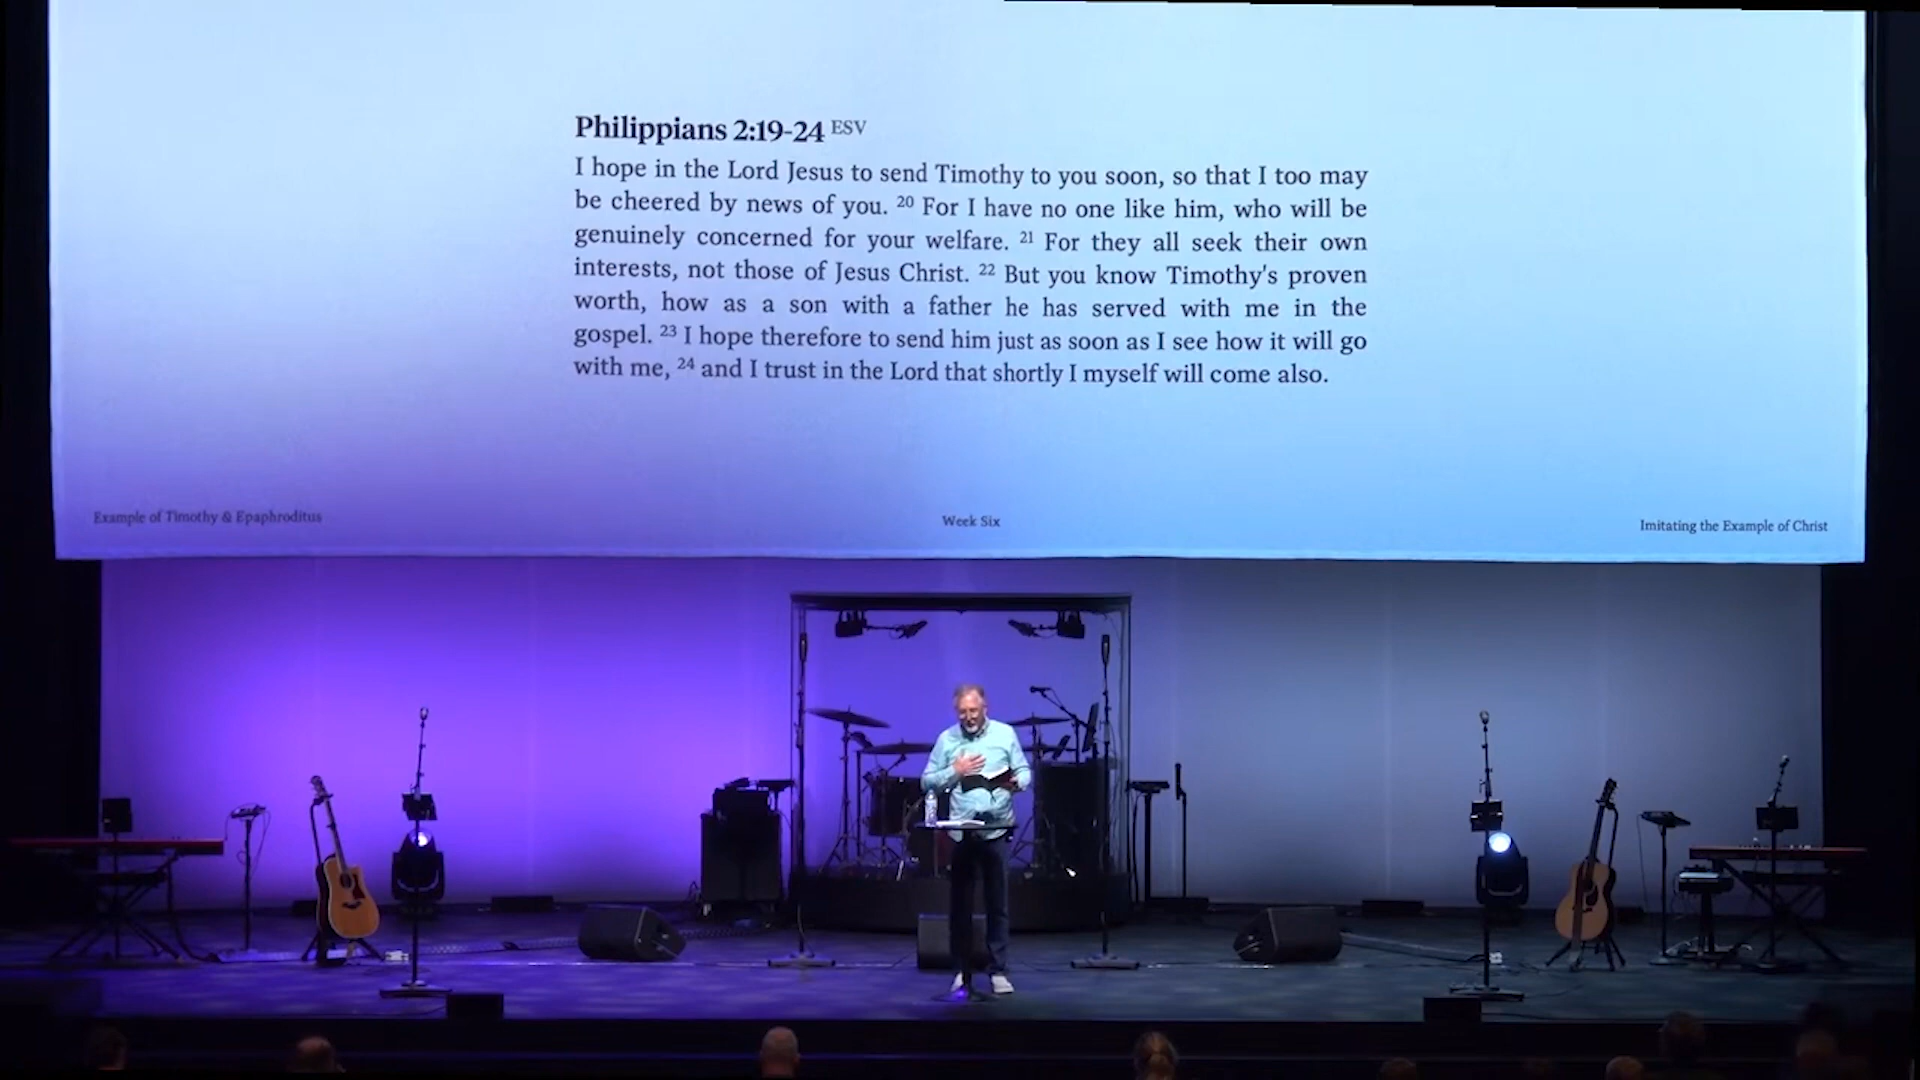 Philippians 2:19-24 ESV
I hope in the Lord Jesus to send Timothy to you soon, so that I too may
be cheered by news of you. 20 For I have no one like him, who will be
genuinely concerned for your welfare. 21 For they all seek their own
interests, not those of Jesus Christ. 22 But you know Timothy's proven
worth, how as a son with a father he has served with me in the
gospel. 23 I hope therefore to send him just as soon as I see how it will go
with me, 24 and I trust in the Lord that shortly I myself will come also.
Example of Timothy & Epaphroditus
Week Six
Imitating the Example of Christ